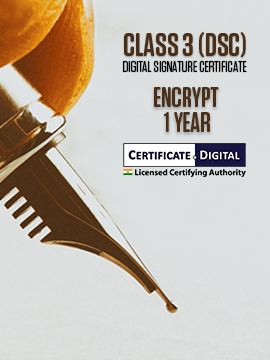 CLASS 3 (DSC)
DIGITAL SIGNATURE CERTIFICATE
ENCRYPT
1 YEAR
CERTIFICATE DIGITAL
Licensed Certifying Authority